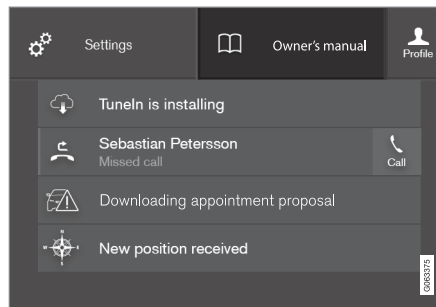 Settings
Owner's manual
Profile
TuneIn is installing
Sebastian Petersson
Missed call
Call
Downloading appointment proposal
N
New position received
G063375